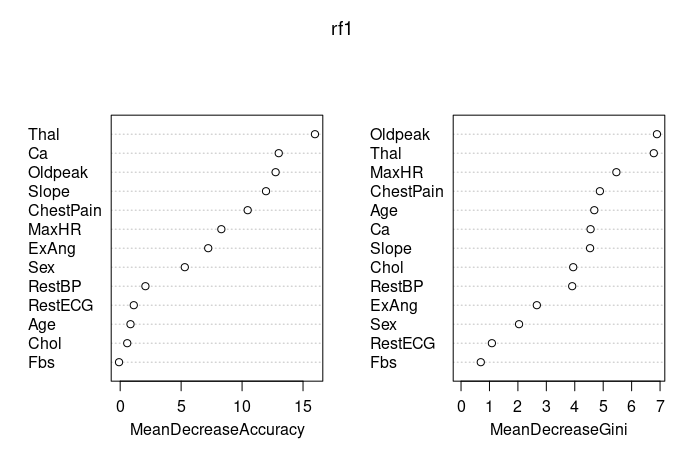 rf1
Thal
Ca
Oldpeak
Slope
ChestPain
MaxHR
ExAng
Sex
RestBP
RestECG
Age
Chol
Fbs
0 5 10 15
MeanDecreaseAccuracy
Oldpeak
Thal
MaxHR
ChestPain
Age
Ca
Slope
Chol
RestBP
ExAng
Sex
RestECG
Fbs
0 1 2 3 4 5 6 7
MeanDecreaseGini